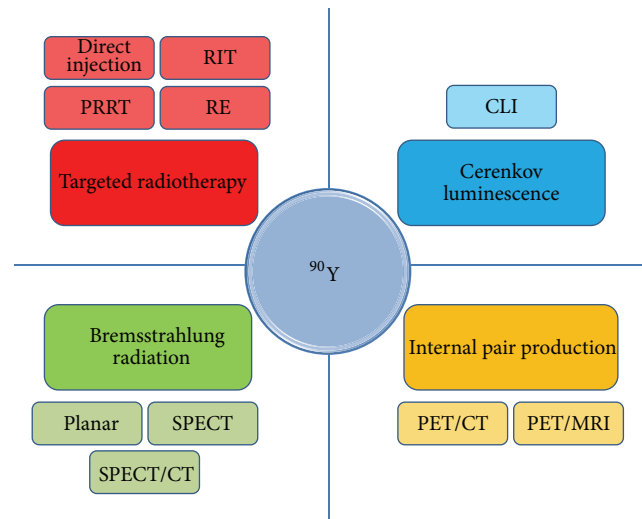 Direct
injection
RIT
PRRT
RE
Targeted radiotherapy
CLI
Cerenkov
luminescence
⁹⁰Y
Bremsstrahlung
radiation
Planar
SPECT
SPECT/CT
Internal pair production
PET/CT
PET/MRI